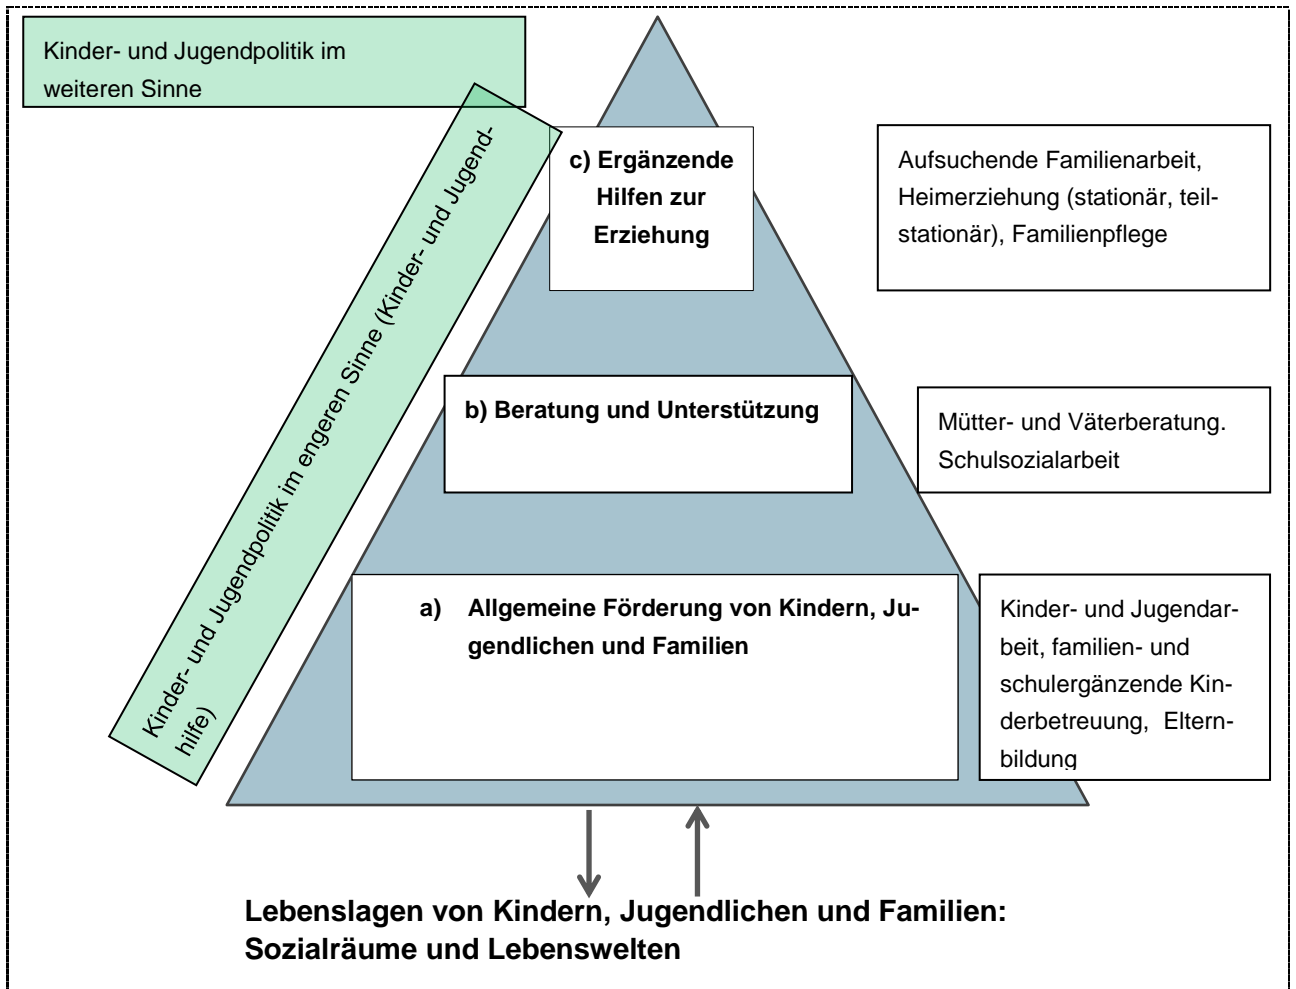 Kinder- und Jugendpolitik im
weiteren Sinne
Kinder- und Jugendpolitik im engeren Sinne (Kinder- und Jugend-
hilfe)
c) Ergänzende
Hilfen zur
Erziehung
Aufsuchende Familienarbeit,
Heimerziehung (stationär, teil-
stationär), Familienpflege
b) Beratung und Unterstützung
Mütter- und Väterberatung.
Schulsozialarbeit
a) Allgemeine Förderung von Kindern, Ju-
gendlichen und Familien
Kinder- und Jugendar-
beit, familien- und
schulergänzende Kin-
derbetreuung, Eltern-
bildung
Lebenslagen von Kindern, Jugendlichen und Familien:
Sozialräume und Lebenswelten